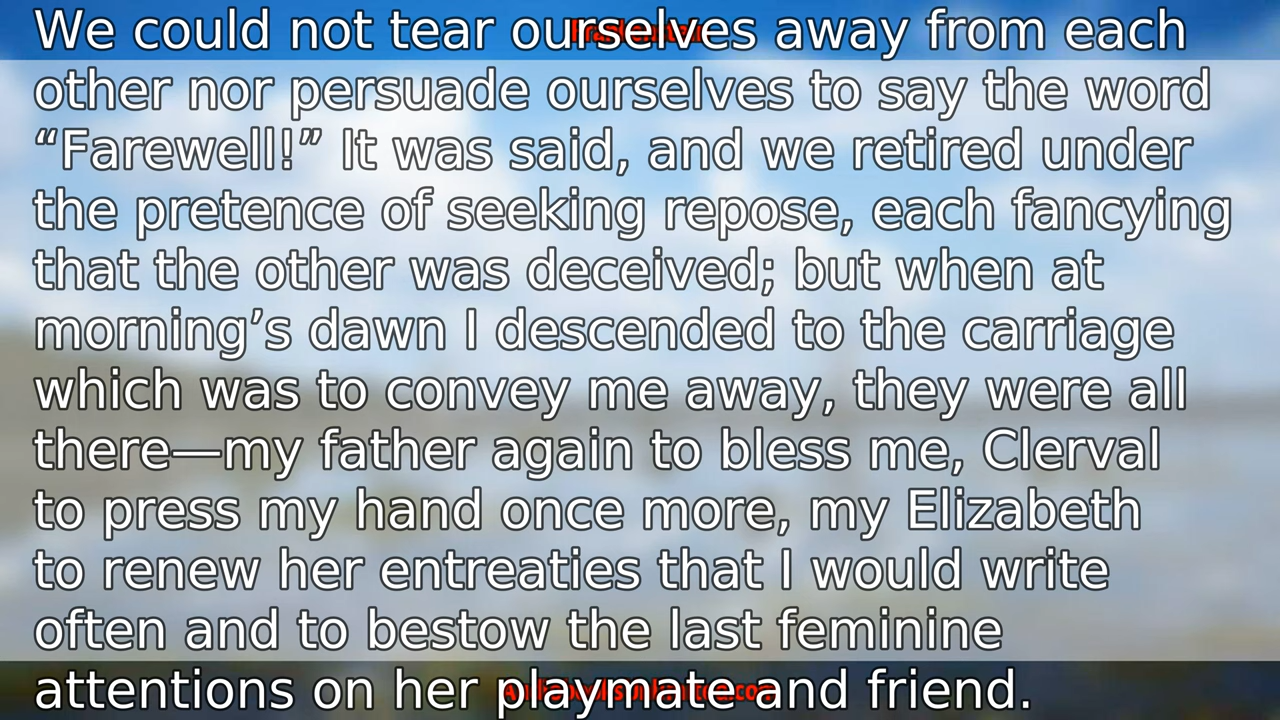 We could not tear ourselves away from each
other nor persuade ourselves to say the word
“Farewell!” It was said, and we retired under
the pretence of seeking repose, each fancying
that the other was deceived; but when at
morning’s dawn I descended to the carriage
which was to convey me away, they were all
there—my father again to bless me, Clerval
to press my hand once more, my Elizabeth
to renew her entreaties that I would write
often and to bestow the last feminine
attentions on her playmate and friend.